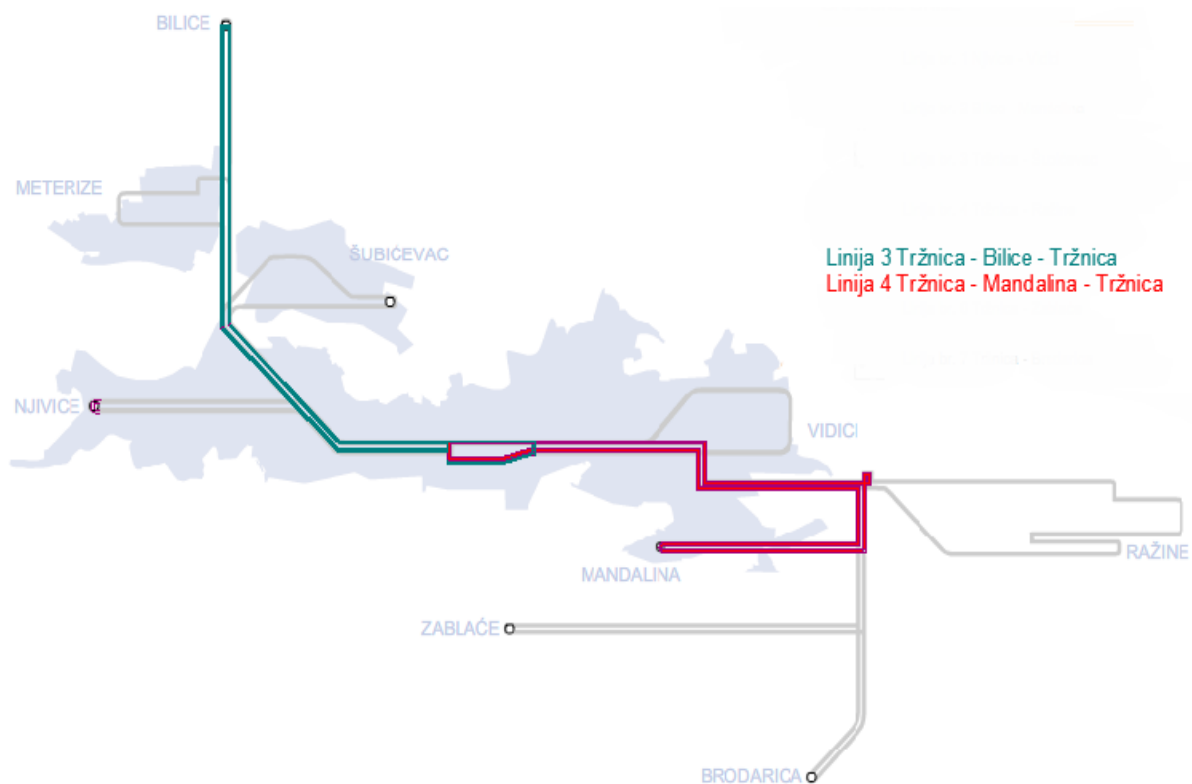 BILICE
METERIZE
ŠUBIĆEVAC
Linija 3 Tržnica - Bilice - Tržnica
Linija 4 Tržnica - Mandalina - Tržnica
NJIVICE
VIDICI
RAŽINE
MANDALINA
ZABLAĆE
BRODARICA